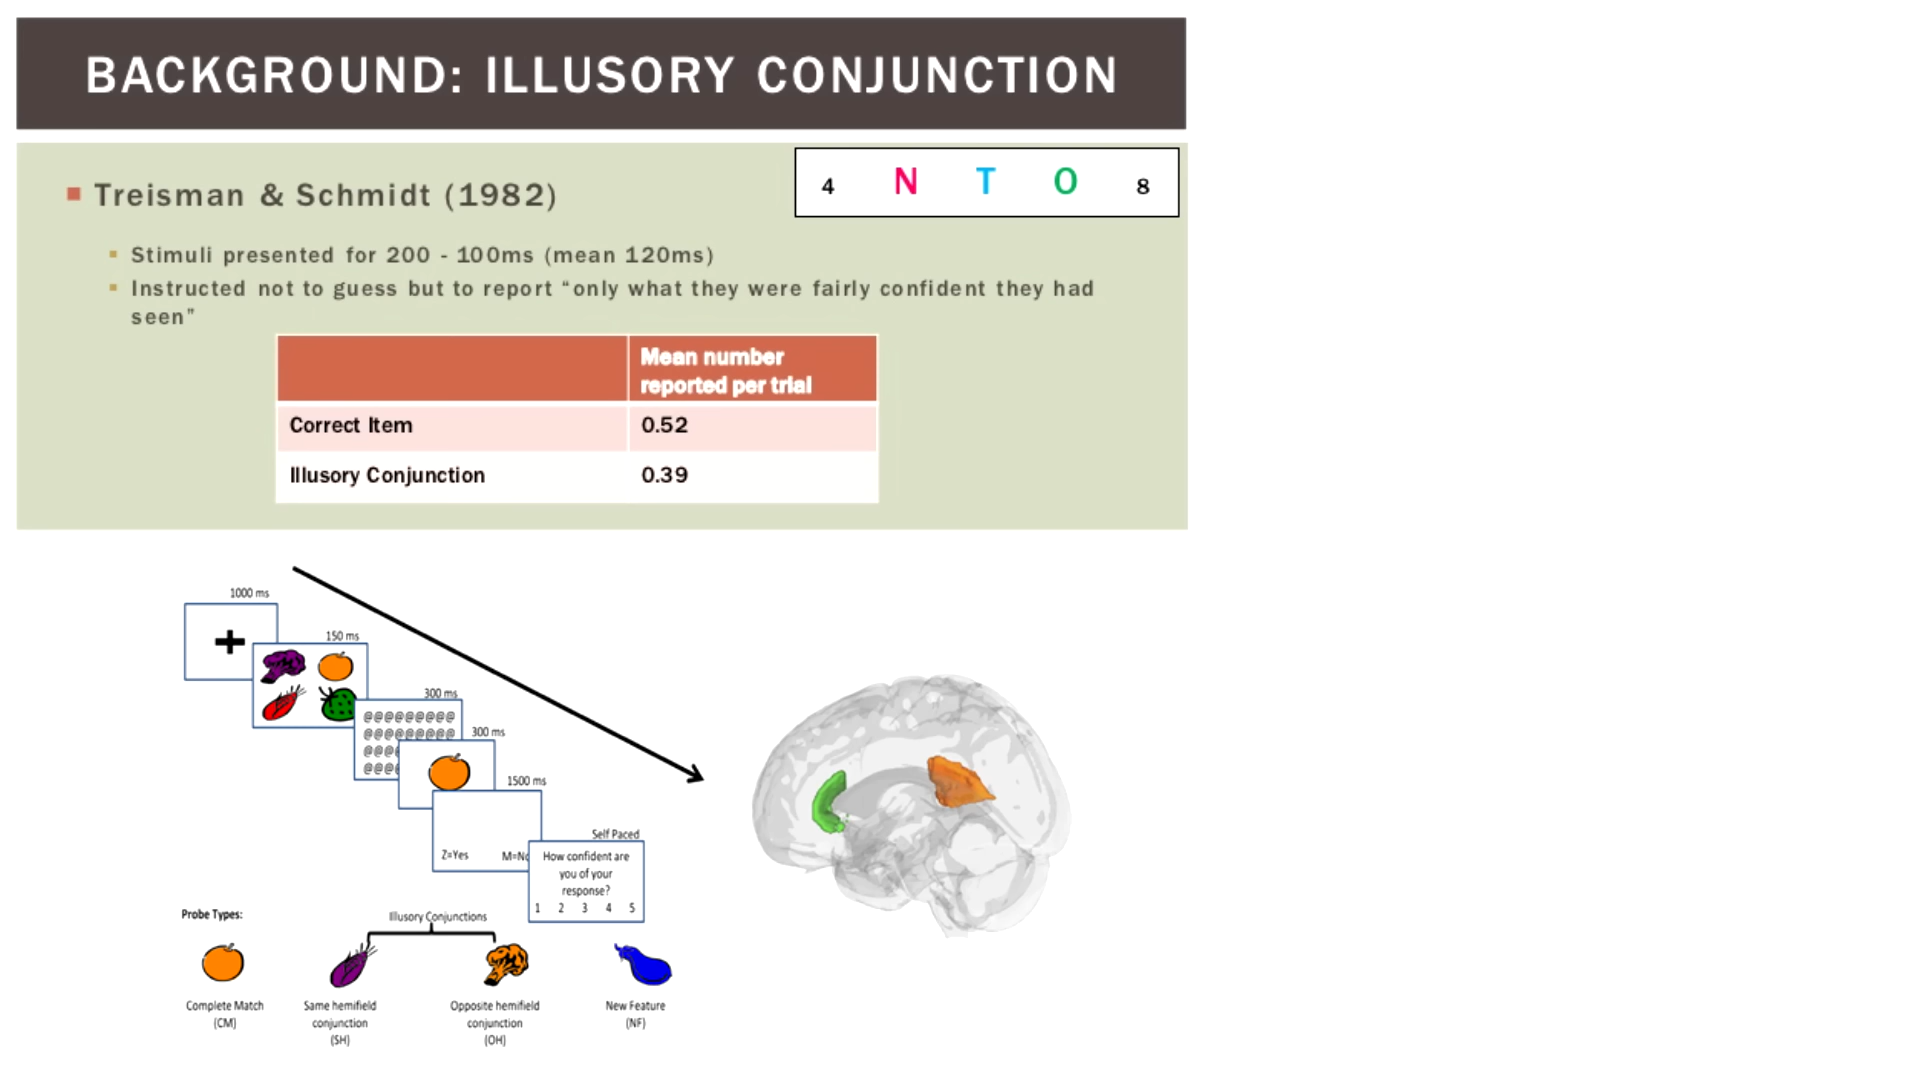 BACKGROUND: ILLUSORY CONJUNCTION
Treisman & Schmidt (1982)
4 N T O 8
Stimuli presented for 200 - 100ms (mean 120ms)
Instructed not to guess but to report “only what they were fairly confident they had
seen”
Mean number
reported per trial
Correct Item 0.52
Illusory Conjunction 0.39
1000 ms
+
150 ms
300 ms
@@@@@@@@@
@@@@@@@@@
@@@@
@@@@
300 ms
1500 ms
Z=Yes M=No
Self Paced
How confident are
you of your
response?
1 2 3 4 5
Probe Types:
Illusory Conjunctions
Complete Match
(CM)
Same hemifield
conjunction
(SH)
Opposite hemifield
conjunction
(OH)
New Feature
(NF)